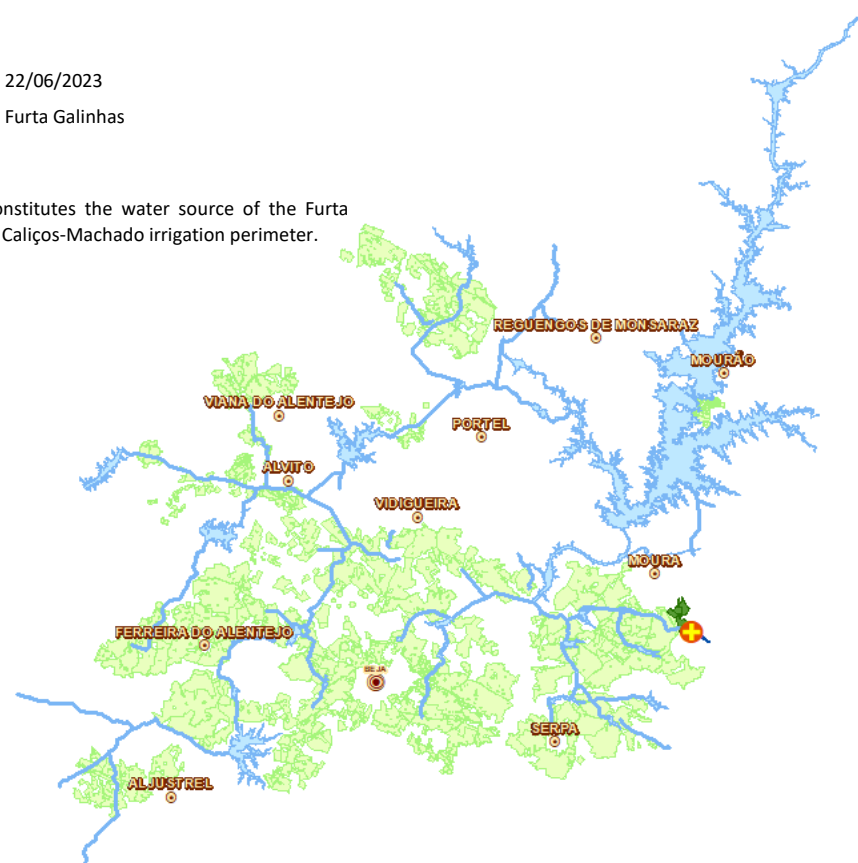 22/06/2023
Furta Galinhas
onstitutes the water source of the Furta
Caliços-Machado irrigation perimeter.
REGUENGOS DE MONSARAZ
MOURÃO
VIANA DO ALENTEJO
PORTEL
ALVITO
VIDIGUEIRA
MOURA
FERREIRA DO ALENTEJO
BEJA
SERPA
ALJUSTREL